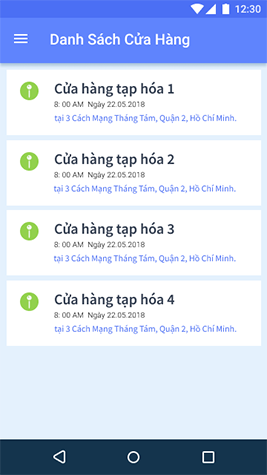 12:30
Danh Sách Cửa Hàng
Cửa hàng tạp hóa 1
8: 00 AM Ngày 22.05.2018
tại 3 Cách Mạng Tháng Tám, Quận 2, Hồ Chí Minh.
Cửa hàng tạp hóa 2
8: 00 AM Ngày 22.05.2018
tại 3 Cách Mạng Tháng Tám, Quận 2, Hồ Chí Minh.
Cửa hàng tạp hóa 3
8: 00 AM Ngày 22.05.2018
tại 3 Cách Mạng Tháng Tám, Quận 2, Hồ Chí Minh.
Cửa hàng tạp hóa 4
8: 00 AM Ngày 22.05.2018
tại 3 Cách Mạng Tháng Tám, Quận 2, Hồ Chí Minh.